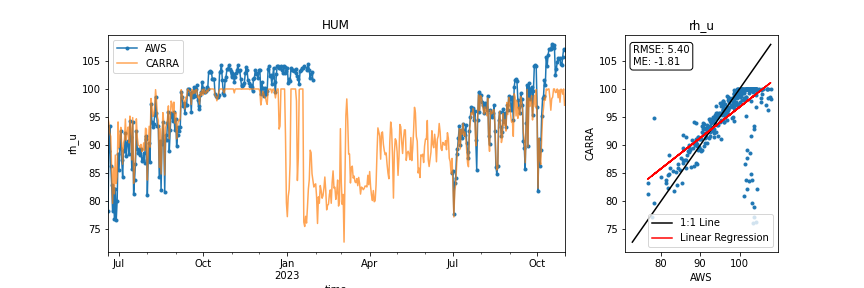 HUM
AWS
CARRA
rh_u
105
100
95
90
85
80
75
Jul
Oct
Jan
2023
Apr
Jul
Oct
time
rh_u
RMSE: 5.40
ME: -1.81
CARRA
105
100
95
90
85
80
75
1:1 Line
Linear Regression
80
90
100
AWS